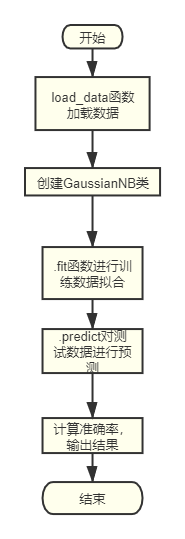 开始
load_data函数
加载数据
创建GaussianNB类
.fit函数进行训
练数据拟合
.predict对测
试数据进行预
测
计算准确率，
输出结果
结束